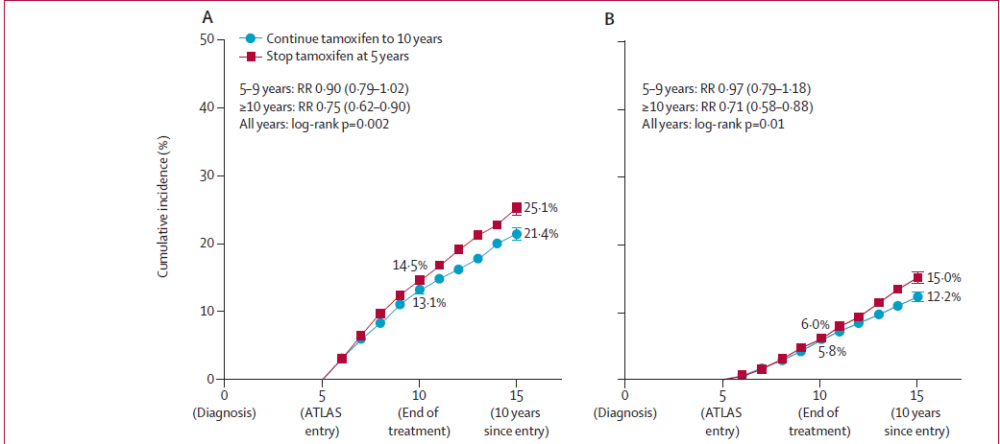 A
50
Continue tamoxifen to 10 years
Stop tamoxifen at 5 years
5–9 years: RR 0·90 (0·79–1·02)
≥10 years: RR 0·75 (0·62–0·90)
All years: log-rank p=0·002
40
30
20
10
0
Cumulative incidence (%)
25·1%
21·4%
14·5%
13·1%
0
5
10
15
(Diagnosis)
(ATLAS
(End of
(10 years
entry)
treatment)
since entry)
B
5–9 years: RR 0·97 (0·79–1·18)
≥10 years: RR 0·71 (0·58–0·88)
All years: log-rank p=0·01
15·0%
12·2%
6·0%
5·8%
0
5
10
15
(Diagnosis)
(ATLAS
(End of
(10 years
entry)
treatment)
since entry)